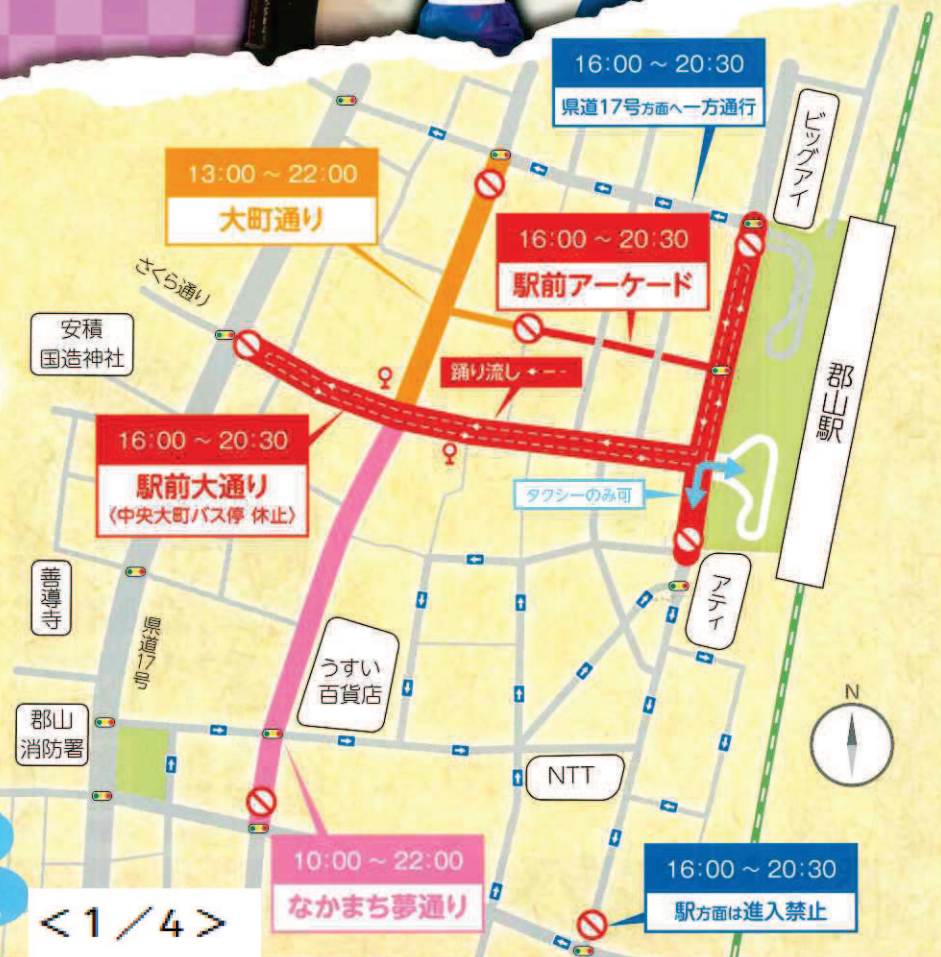 16:00 ~ 20:30
県道17号方面へ一方通行
ビッグアイ
13:00 ~ 22:00
大町通り
16:00 ~ 20:30
駅前アーケード
さくら通り
安積
国造神社
踊り流し
郡山駅
16:00 ~ 20:30
駅前大通り
〈中央大町バス停 休止〉
タクシーのみ可
善導寺
アティ
県道17号
うすい
百貨店
郡山
消防署
N
NTT
10:00 ~ 22:00
なかまち夢通り
16:00 ~ 20:30
駅方面は進入禁止
<1/4>